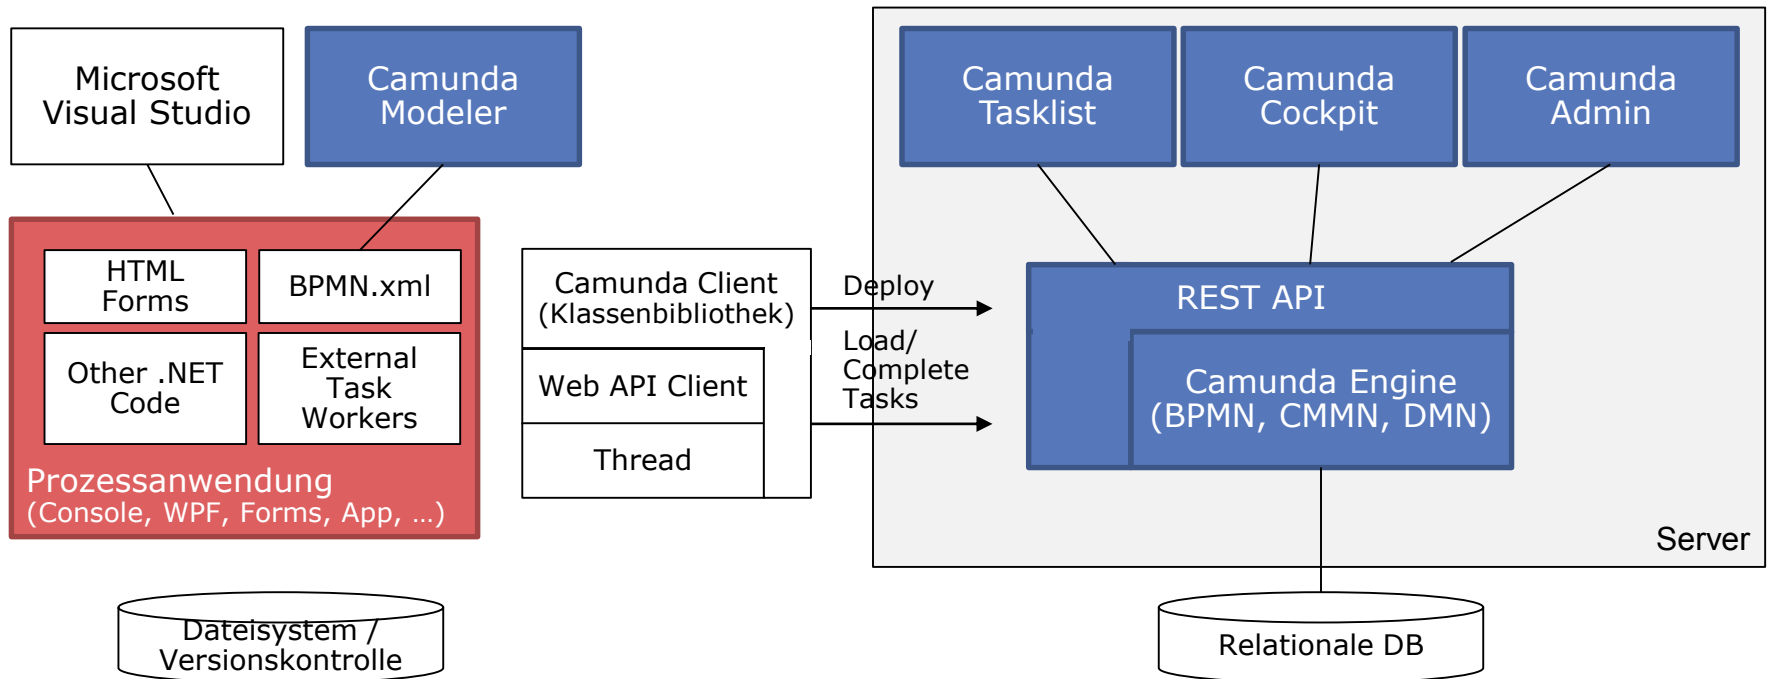 Microsoft
Visual Studio
Camunda
Modeler
HTML
Forms
BPMN.xml
Other .NET
Code
External
Task
Workers
Prozessanwendung
(Console, WPF, Forms, App, ...)
Dateisystem /
Versionskontrolle
Camunda Client
(Klassenbibliothek)
Web API Client
Thread
Deploy
Load/
Complete
Tasks
Camunda
Tasklist
Camunda
Cockpit
Camunda
Admin
REST API
Camunda Engine
(BPMN, CMMN, DMN)
Server
Relationale DB